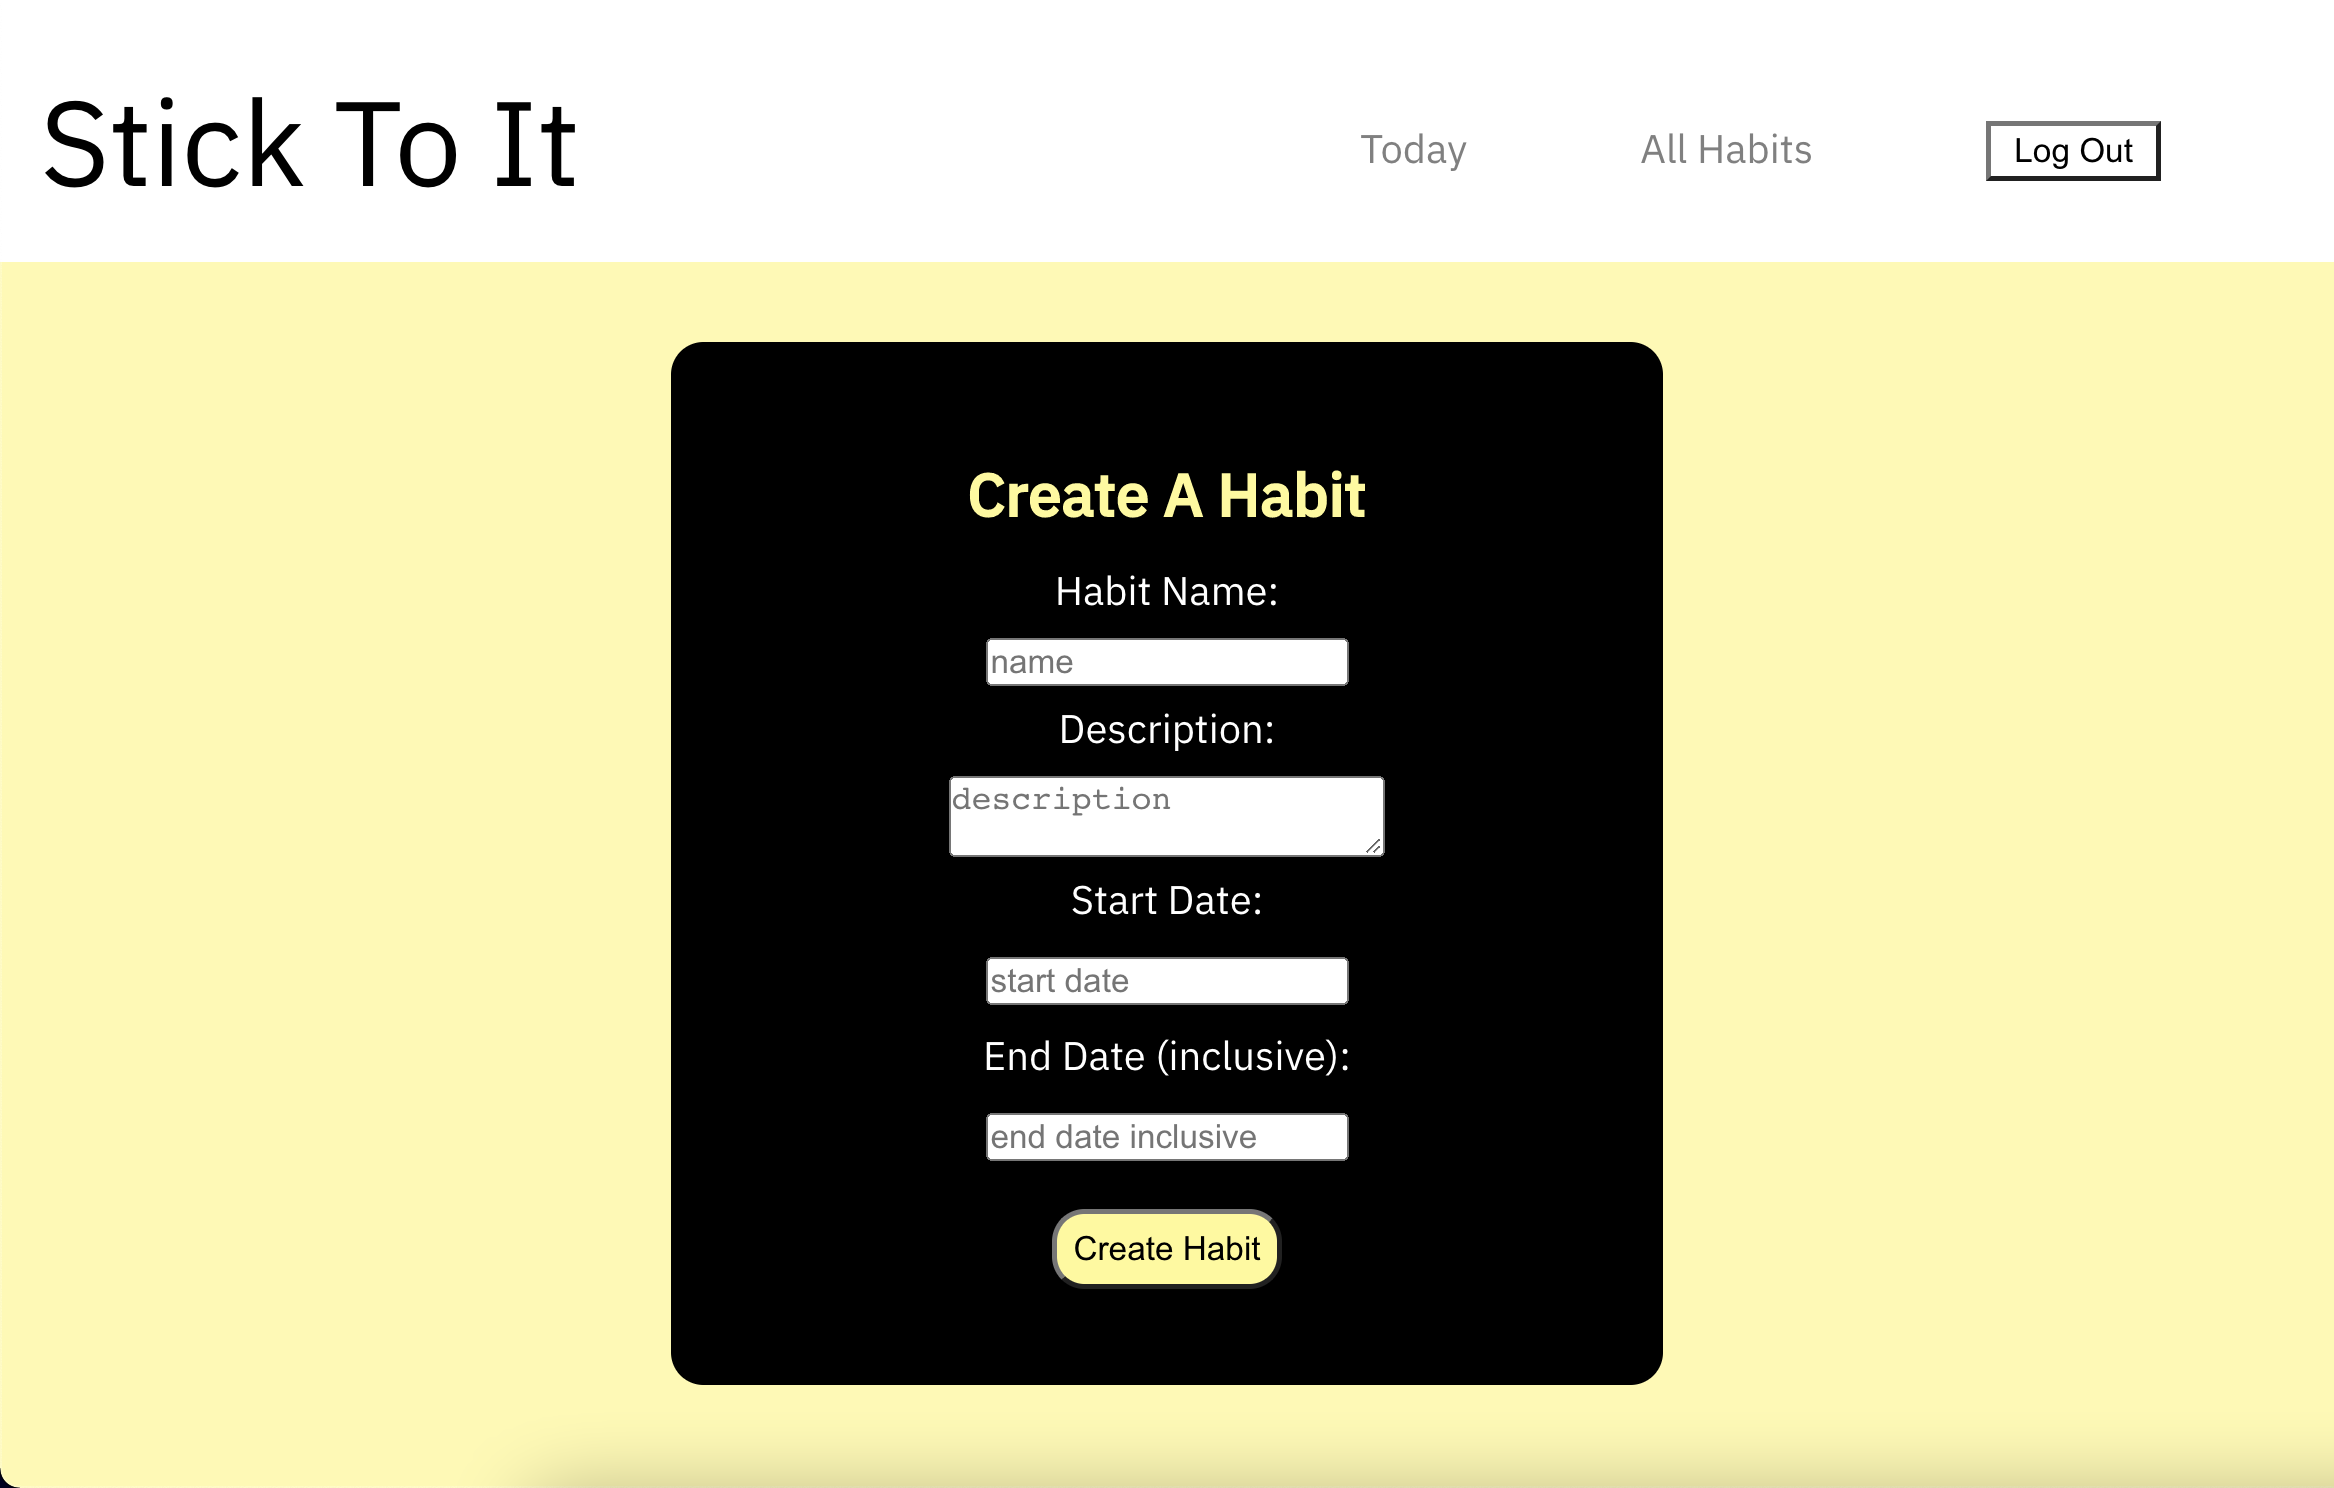 Stick To It
Today
All Habits
Log Out
Create A Habit
Habit Name:
name
Description:
description
Start Date:
start date
End Date (inclusive):
end date inclusive
Create Habit